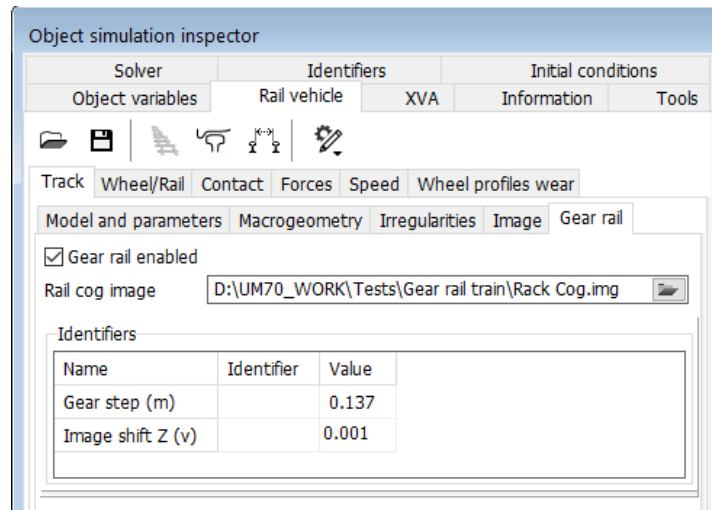 Object simulation inspector
Solver Identifiers Initial conditions
Object variables Rail vehicle XVA Information Tools
Track Wheel/Rail Contact Forces Speed Wheel profiles wear
Model and parameters Macrogeometry Irregularities Image Gear rail
Gear rail enabled
Rail cog image D:\UM70_WORK\Tests\Gear rail train\Rack Cog.img
Identifiers
Name Identifier Value
Gear step (m) 0.137
Image shift Z (v) 0.001